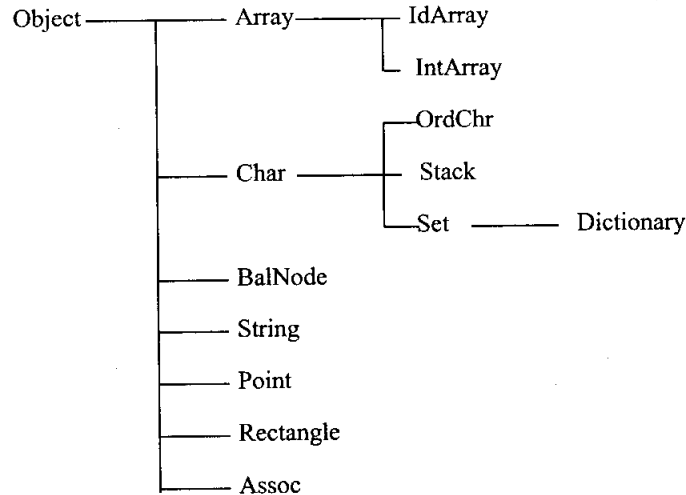 Object Array IdArray
IntArray
OrdChr
Char Stack
Set Dictionary
BalNode
String
Point
Rectangle
Assoc